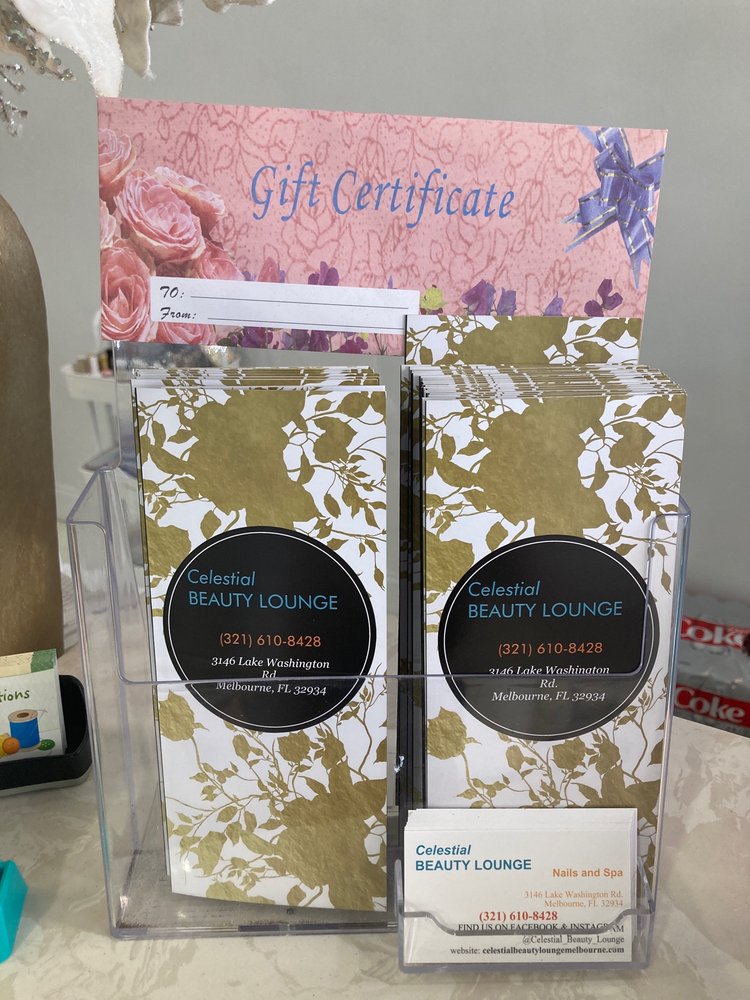 Gift Certificate
TO:
From:
Celestial
BEAUTY LOUNGE
(321) 610-8428
3146 Lake Washington
Rd.
Melbourne, FL 32934
Celestial
BEAUTY LOUNGE
(321) 610-8428
3146 Lake Washington
Rd.
Melbourne, FL 32934
tions
Coke
Coke
Celestial
BEAUTY LOUNGE
Nails and Spa
3146 Lake Washington Rd.
Melbourne, FL 32934
(321) 610-8428
FIND US ON FACEBOOK & INSTAGRAM
@Celestial_Beauty_Lounge
website: celestialbeautyloungemelbourne.com